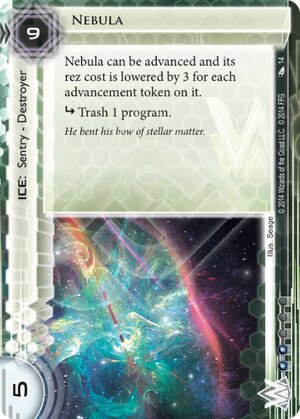 9
NEBULA
Nebula can be advanced and its
rez cost is lowered by 3 for each
advancement token on it.
↳ Trash 1 program.
He bent his bow of stellar matter.
ICE: Sentry - Destroyer
14
© 2014 Wizards of the Coast LLC. © 2014 FFG
Illus. Seage
5